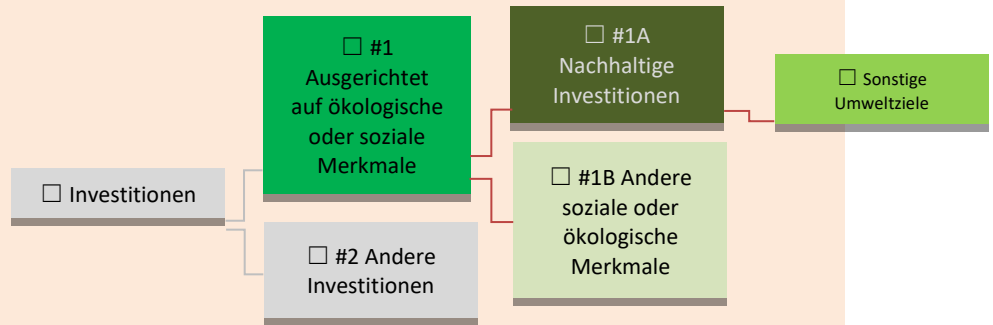 ☐ Investitionen
☐ #1
Ausgerichtet
auf ökologische
oder soziale
Merkmale
☐ #2 Andere
Investitionen
☐ #1A
Nachhaltige
Investitionen
☐ #1B Andere
soziale oder
ökologische
Merkmale
☐ Sonstige
Umweltziele